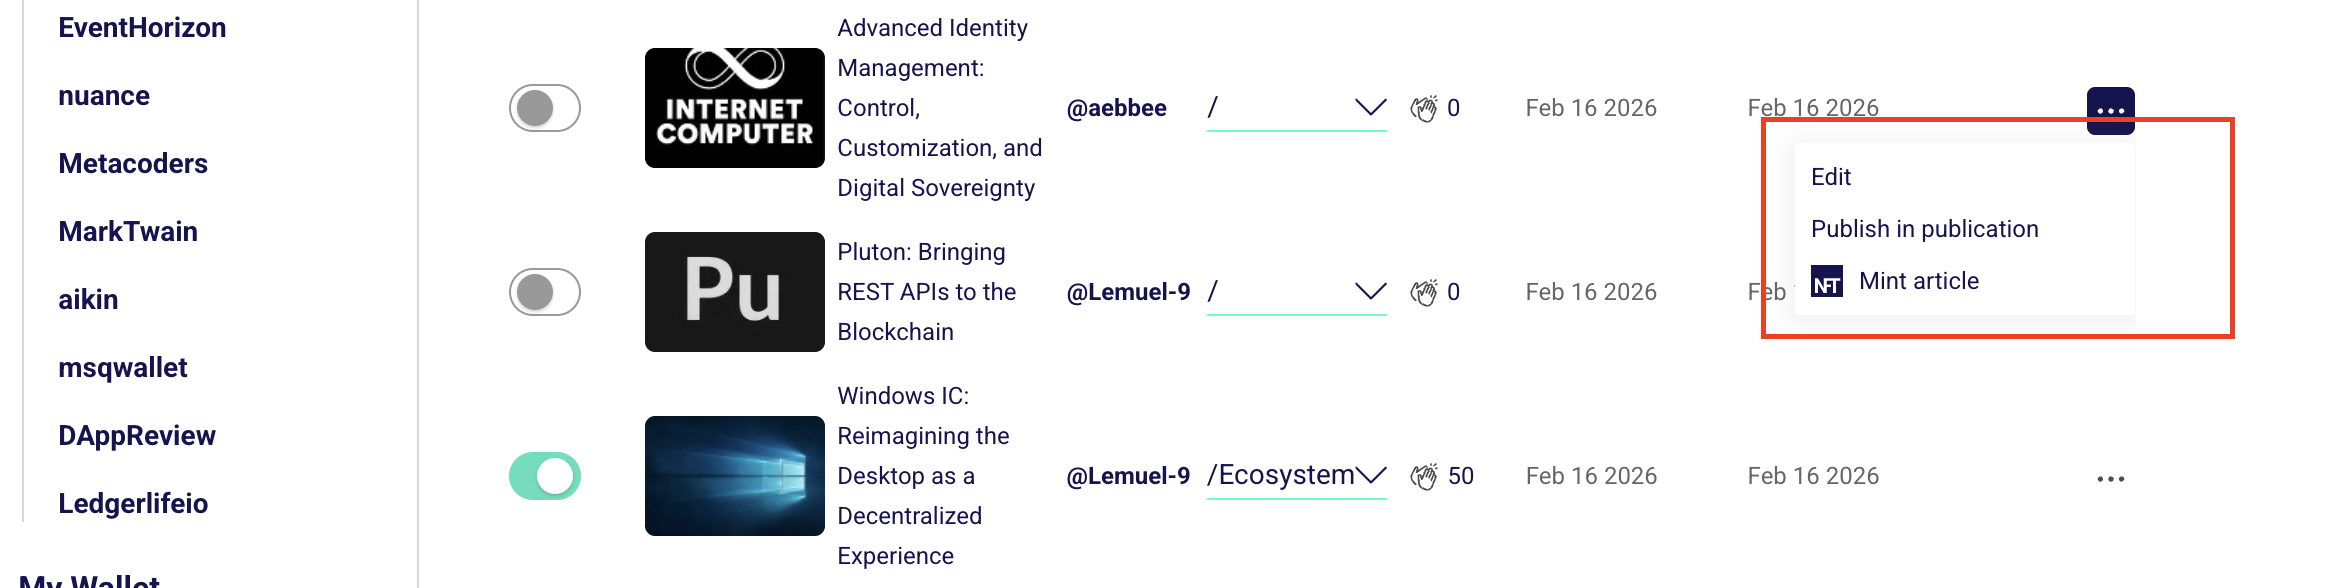 EventHorizon
nuance
Metacoders
MarkTwain
aikin
msqwallet
DAppReview
Ledgerlifeio
My Wallet
INTERNET
COMPUTER
Advanced Identity
Management:
Control,
Customization, and
Digital Sovereignty
@aebbee
/
0
Feb 16 2026
Feb 16 2026
...
Edit
Publish in publication
NFT Mint article
Pu
Pluton: Bringing
REST APIs to the
Blockchain
@Lemuel-9
/
0
Feb 16 2026
Feb
Windows IC:
Reimagining the
Desktop as a
Decentralized
Experience
@Lemuel-9
/Ecosystem
50
Feb 16 2026
Feb 16 2026
...